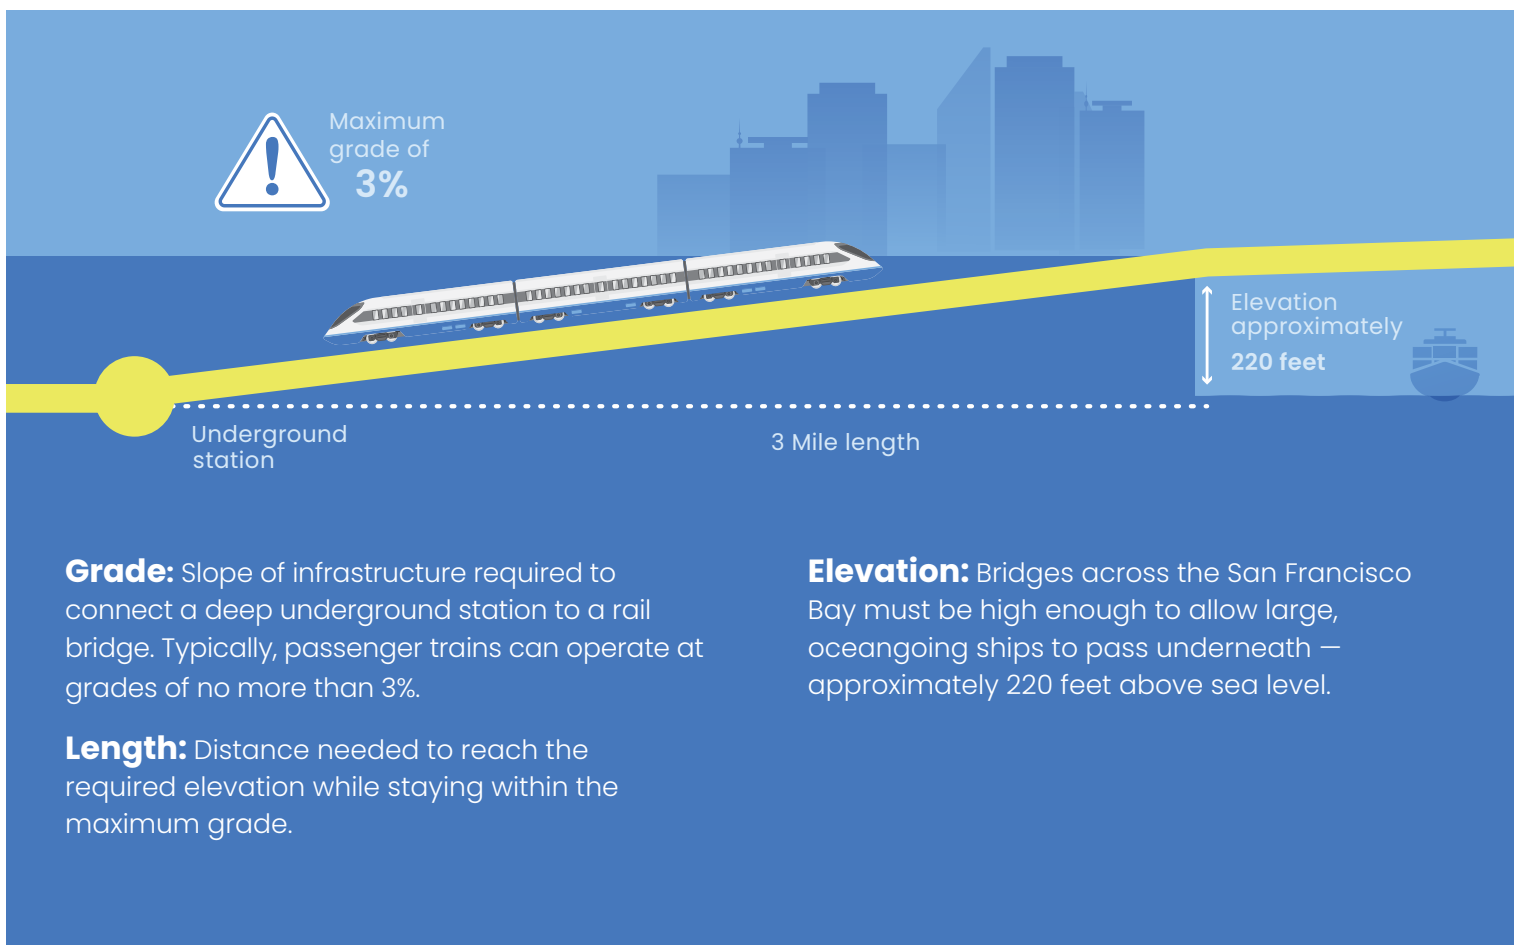 Maximum
grade of
3%
Elevation
approximately
220 feet
Underground
station
3 Mile length
Grade: Slope of infrastructure required to
connect a deep underground station to a rail
bridge. Typically, passenger trains can operate at
grades of no more than 3%.
Length: Distance needed to reach the
required elevation while staying within the
maximum grade.
Elevation: Bridges across the San Francisco
Bay must be high enough to allow large,
oceangoing ships to pass underneath —
approximately 220 feet above sea level.